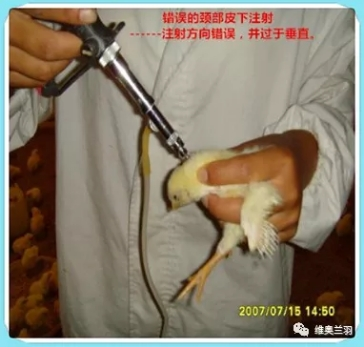 错误的颈部皮下注射
------注射方向错误，并过于垂直。
2007/07/15 14:50
维奥兰羽